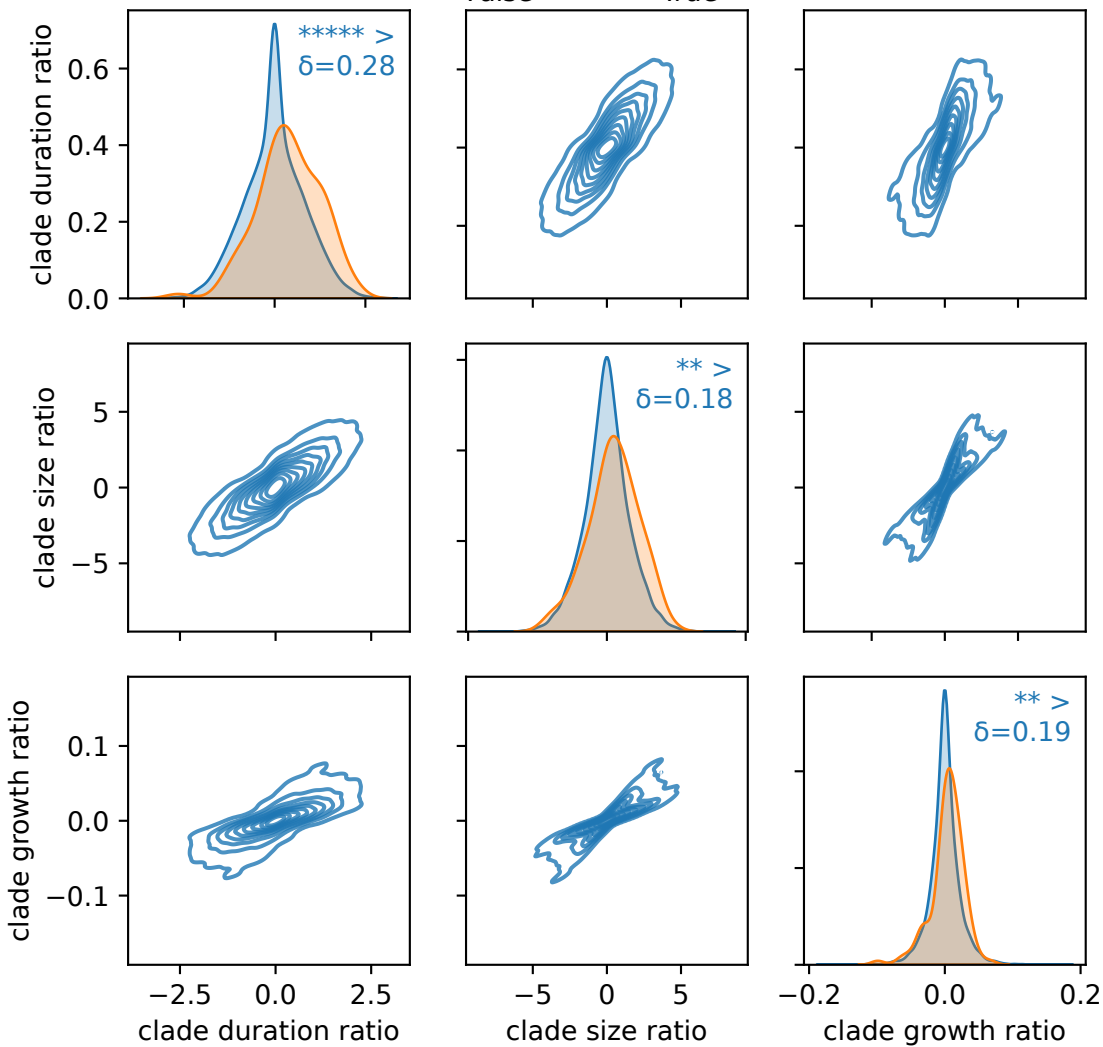 clade duration ratio
0.6
0.4
0.2
0.0
***** >
δ=0.28
clade size ratio
5
0
−5
** >
δ=0.18
clade growth ratio
0.1
0.0
−0.1
** >
δ=0.19
−2.5 0.0 2.5
−5 0 5
−0.2 0.0 0.2
clade duration ratio
clade size ratio
clade growth ratio